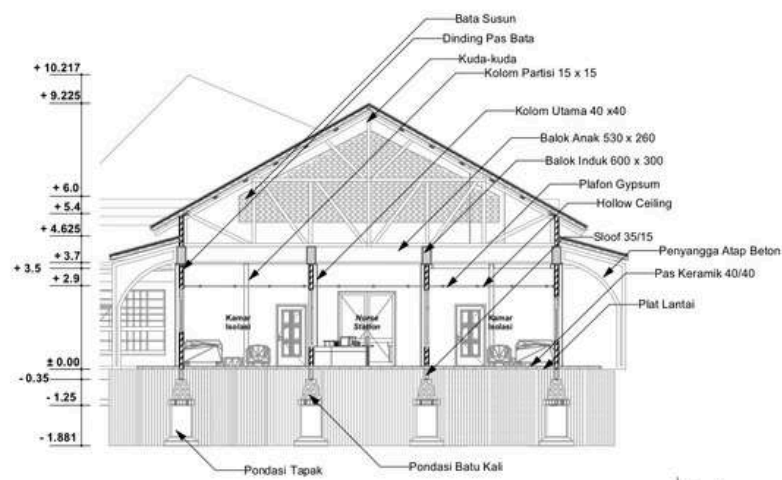 Bata Susun
Dinding Pas Bata
Kuda-kuda
Kolom Partisi 15 x 15
+ 10.217
+ 9.225
Kolom Utama 40 x40
Balok Anak 530 x 260
Balok Induk 600 x 300
Plafon Gypsum
+ 6.0
Hollow Ceiling
+ 5.4
+ 4.625
Sloof 35/15
Penyangga Atap Beton
+ 3.7
+ 3.5
Pas Keramik 40/40
+ 2.9
Plat Lantai
Kamar
Isolasi
Nurse
Station
Kamar
Isolasi
± 0.00
- 0.35
- 1.25
- 1.881
Pondasi Tapak
Pondasi Batu Kali